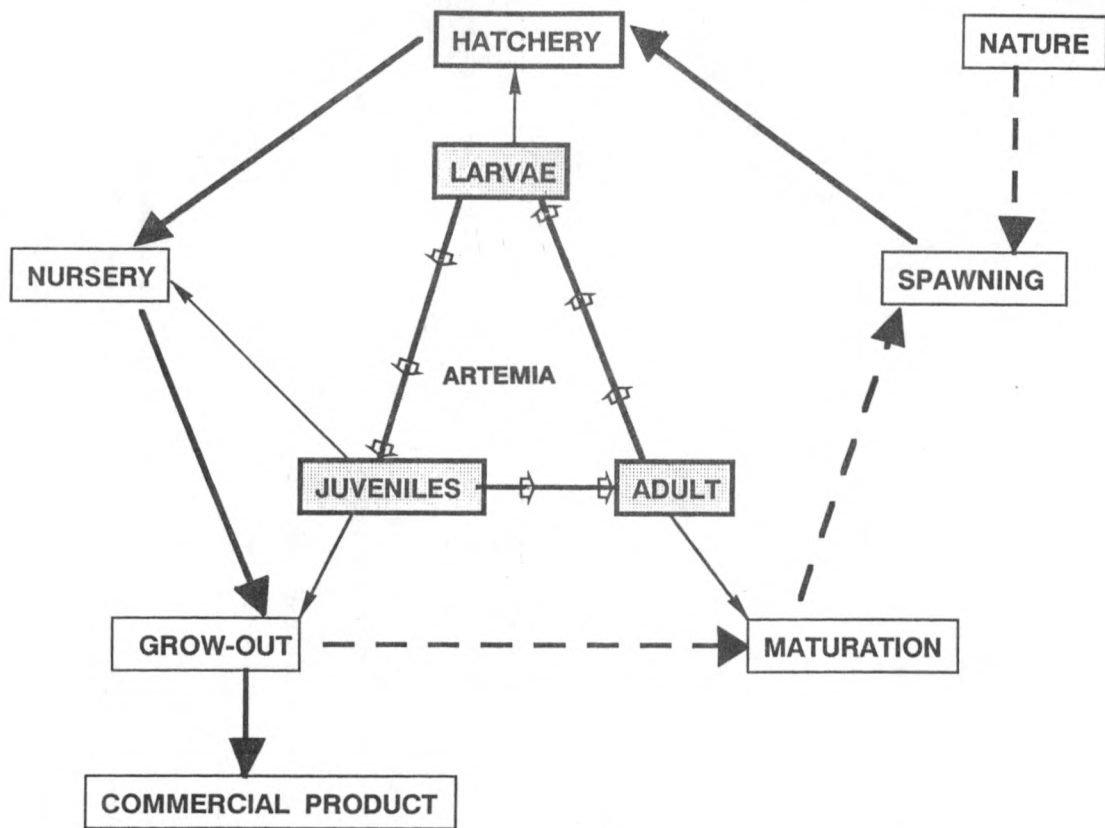 HATCHERY
NATURE
LARVAE
NURSERY
SPAWNING
ARTEMIA
JUVENILES
ADULT
GROW-OUT
MATURATION
COMMERCIAL PRODUCT